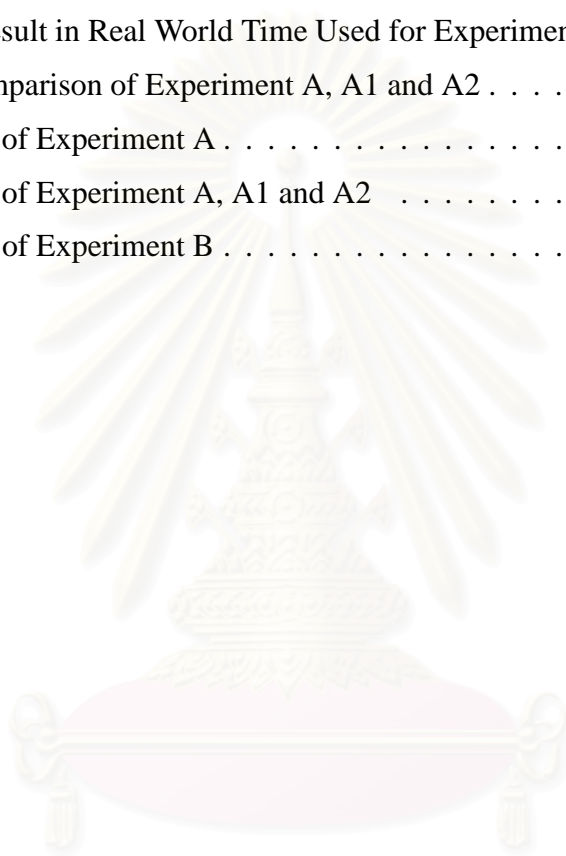 sult in Real World Time Used for Experimen
parison of Experiment A, A1 and A2 . . . .
of Experiment A . . . . . . . . . . . . . . . .
of Experiment A, A1 and A2 . . . . . . . .
of Experiment B . . . . . . . . . . . . . . . .